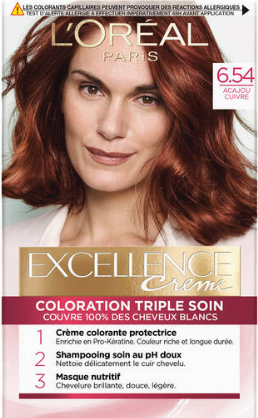 LES COLORANTS CAPILLAIRES PEUVENT PROVOQUER DES RÉACTIONS ALLERGIQUES.
TEST D'ALERTE ALLERGIE À EFFECTUER IMPÉRATIVEMENT 48H AVANT APPLICATION
L'ORÉAL
PARIS
6.54
ACAJOU
CUIVRÉ
EXCELLENCE
Creme
COLORATION TRIPLE SOIN
COUVRE 100% DES CHEVEUX BLANCS
1 Crème colorante protectrice
Enrichie en Pro-Kératine. Couleur riche et longue durée.
2 Shampooing soin au pH doux
Nettoie délicatement le cuir chevelu.
3 Masque nutritif
Chevelure brillante, douce, légère.